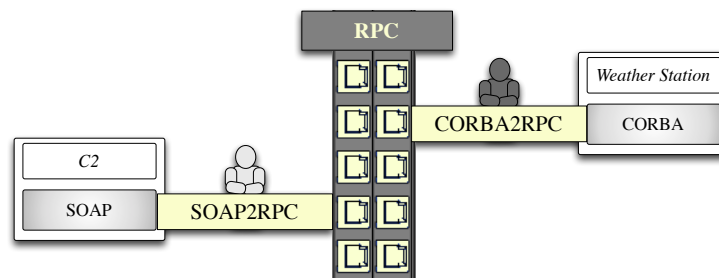 RPC
Weather Station
CORBA2RPC
CORBA
C2
SOAP
SOAP2RPC